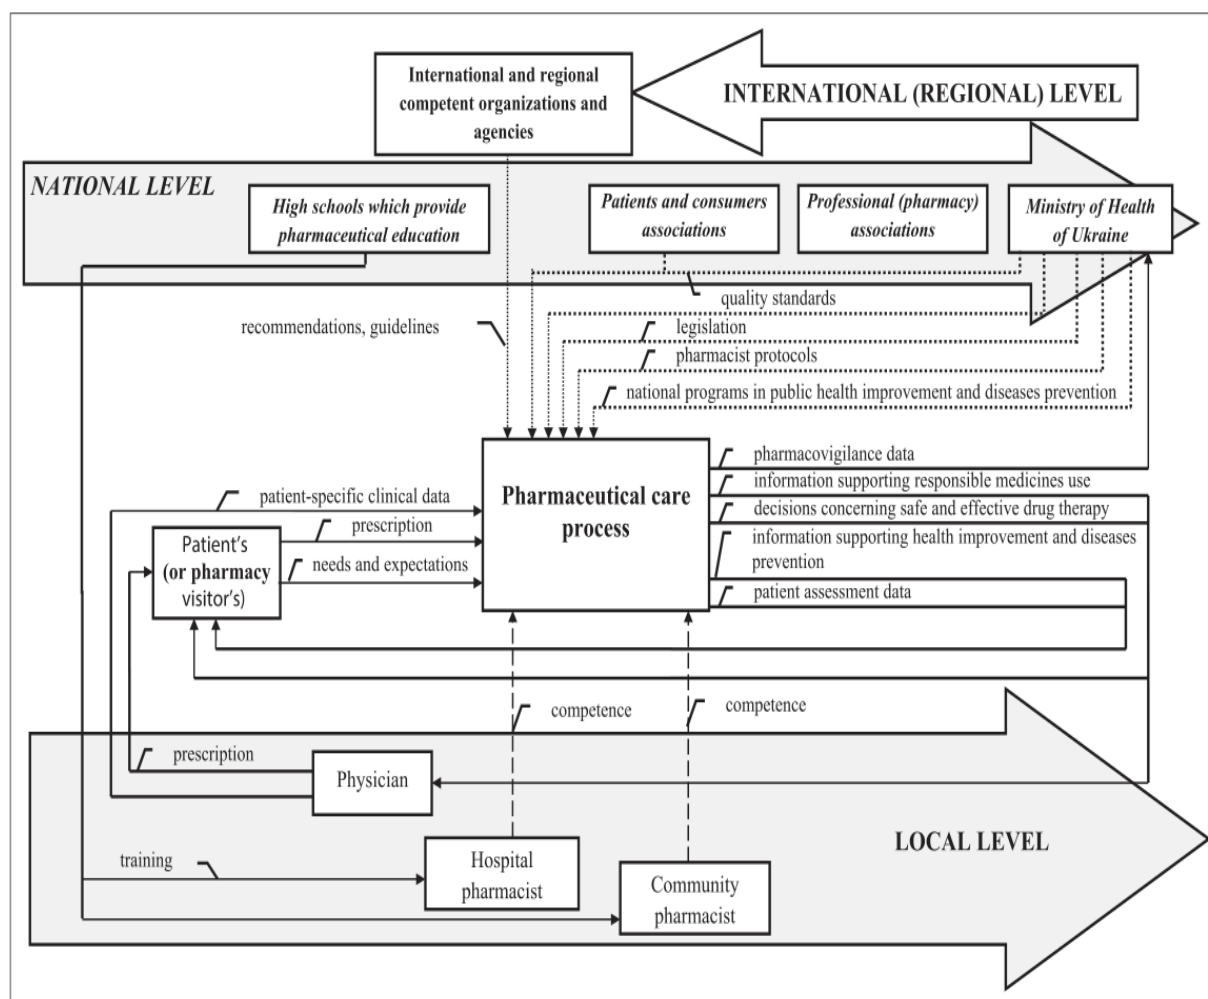 International and regional
competent organizations and
agencies
INTERNATIONAL (REGIONAL) LEVEL
NATIONAL LEVEL
High schools which provide
pharmaceutical education
Patients and consumers
associations
Professional (pharmacy)
associations
Ministry of Health
of Ukraine
quality standards
recommendations, guidelines
legislation
pharmacist protocols
national programs in public health improvement and diseases prevention
Pharmaceutical care
process
pharmacovigilance data
information supporting responsible medicines use
decisions concerning safe and effective drug therapy
information supporting health improvement and diseases
prevention
patient assessment data
patient-specific clinical data
prescription
needs and expectations
Patient's
(or pharmacy
visitor's)
competence
competence
prescription
Physician
LOCAL LEVEL
training
Hospital
pharmacist
Community
pharmacist